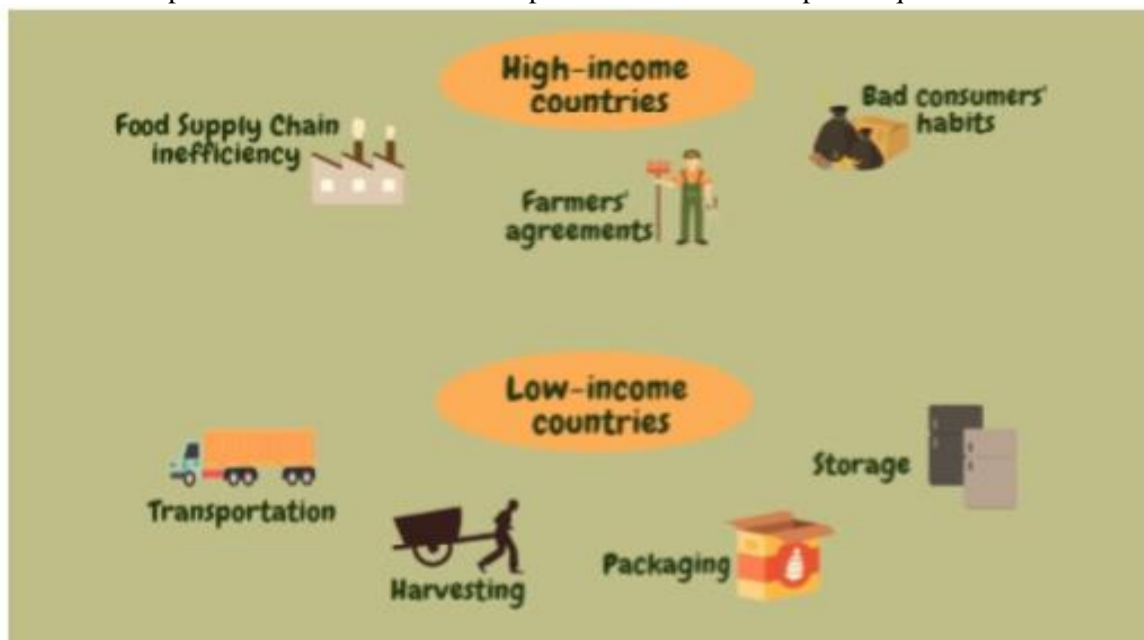 High-income
countries
Food Supply Chain
inefficiency
Bad consumers'
habits
Farmers'
agreements
Low-income
countries
Transportation
Harvesting
Packaging
Storage